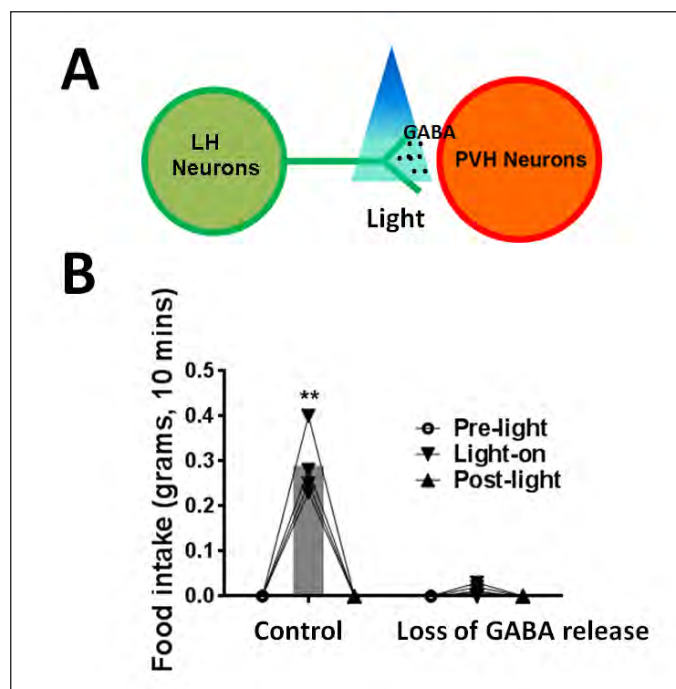 A
LH
Neurons
GABA
PVH Neurons
Light
B
Food intake (grams, 10 mins)
0.5
0.4
0.3
0.2
0.1
0.0
**
Pre-light
Light-on
Post-light
Control
Loss of GABA release